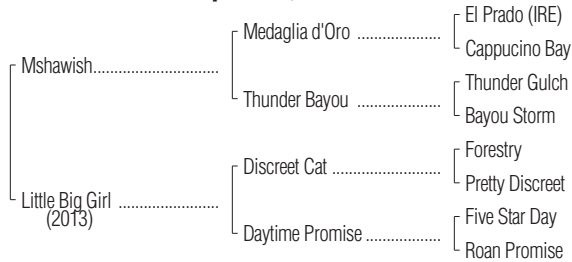 El Prado (IRE)
Medaglia d'Oro ....................
Cappucino Bay
Mshawish..............................
Thunder Gulch
Thunder Bayou ....................
Bayou Storm
Forestry
Discreet Cat ..........................
Pretty Discreet
Little Big Girl ........................
(2013)
Five Star Day
Daytime Promise ..................
Roan Promise